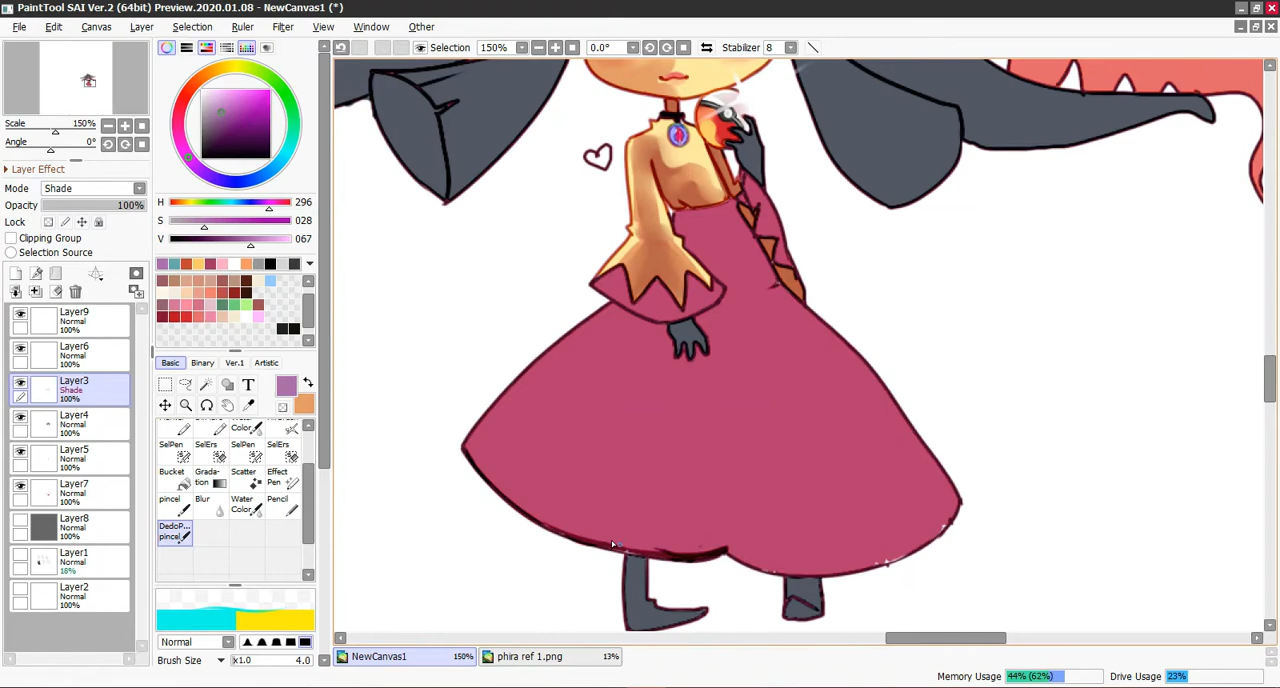 PaintTool SAI Ver.2 (64bit) Preview.2020.01.08 - NewCanvas1 (*)
File Edit Canvas Layer Selection Ruler Filter View Window Other
Selection 150% 0.0° Stabilizer 8
Scale 150%
Angle 0°
Layer Effect
Mode Shade
Opacity 100%
Lock
Clipping Group
Selection Source
H 296
S 028
V 067
Layer9
Normal
100%
Layer6
Normal
100%
Layer3
Shade
100%
Layer4
Normal
100%
Layer5
Normal
100%
Layer7
Normal
100%
Layer8
Normal
100%
Layer1
Normal
18%
Layer2
Normal
100%
Basic Binary Ver.1 Artistic
T
Color
SelPen SelErs SelPen SelErs
Bucket Grada-tion Scatter Effect Pen
pincel Blur Water Color Pencil
DedoP...
pincel
Normal
Brush Size x1.0 4.0
NewCanvas1 150% phira ref 1.png 13%
Memory Usage 44% (62%) Drive Usage 23%